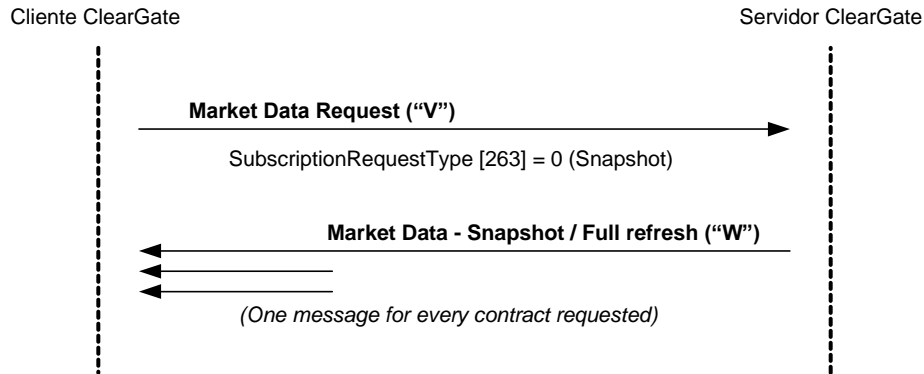 Cliente ClearGate
Servidor ClearGate
Market Data Request (“V”)
SubscriptionRequestType [263] = 0 (Snapshot)
Market Data - Snapshot / Full refresh (“W”)
(One message for every contract requested)